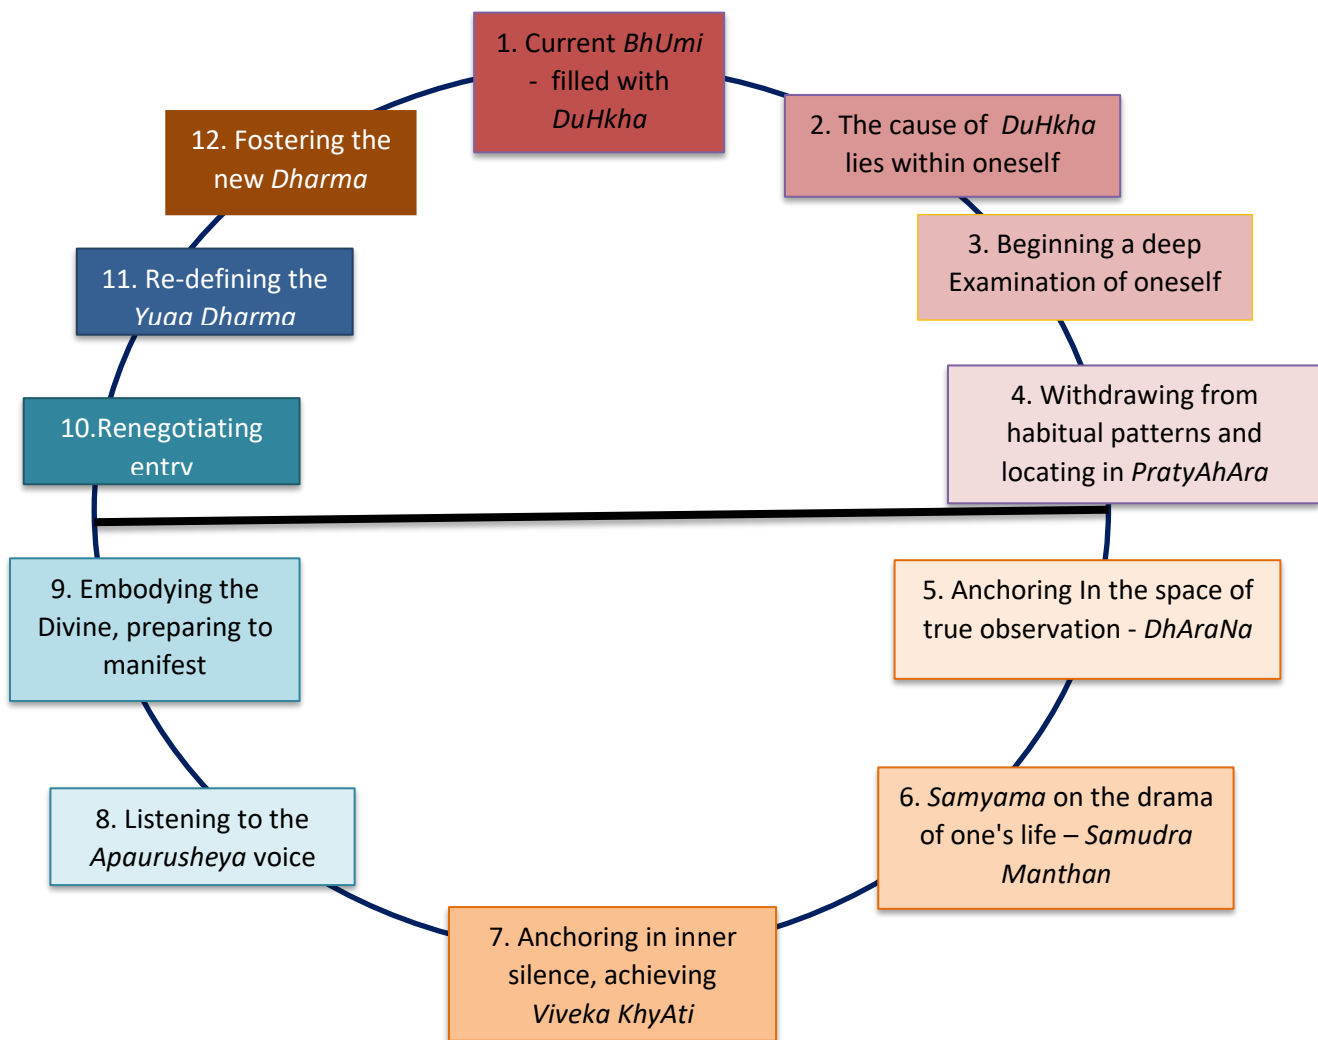 1. Current BhUmi
- filled with
DuHkha
2. The cause of DuHkha
lies within oneself
3. Beginning a deep
Examination of oneself
4. Withdrawing from
habitual patterns and
locating in PratyAhAra
5. Anchoring In the space of
true observation - DhAraNa
6. Samyama on the drama
of one's life – Samudra
Manthan
7. Anchoring in inner
silence, achieving
Viveka KhyAti
8. Listening to the
Apaurusheya voice
9. Embodying the
Divine, preparing to
manifest
10.Renegotiating
entry
11. Re-defining the
Yuga Dharma
12. Fostering the
new Dharma